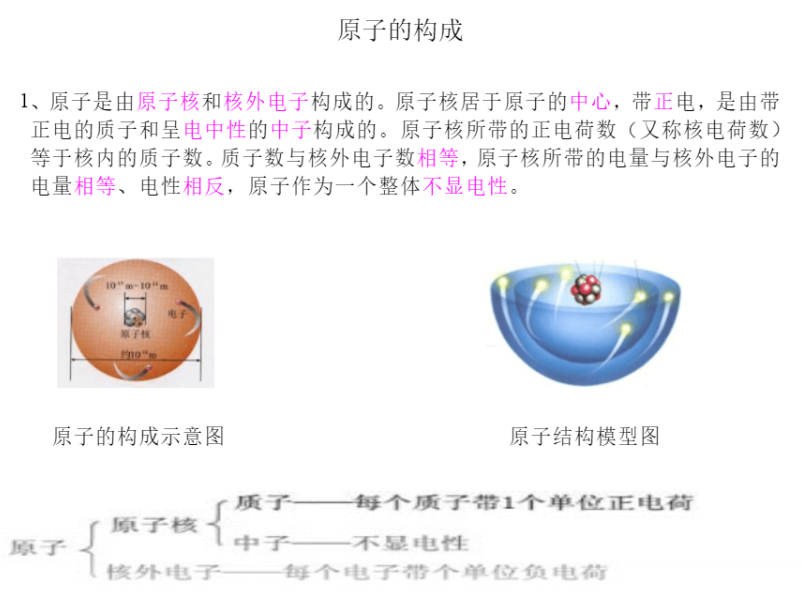 原子的构成
1、原子是由原子核和核外电子构成的。原子核居于原子的中心，带正电，是由带
正电的质子和呈电中性的中子构成的。原子核所带的正电荷数（又称核电荷数）
等于核内的质子数。质子数与核外电子数相等，原子核所带的电量与核外电子的
电量相等、电性相反，原子作为一个整体不显电性。
电子
原子核
原子的构成示意图
原子结构模型图
质子——每个质子带1个单位正电荷
原子核
中子——不显电性
原子
核外电子——每个电子带个单位负电荷